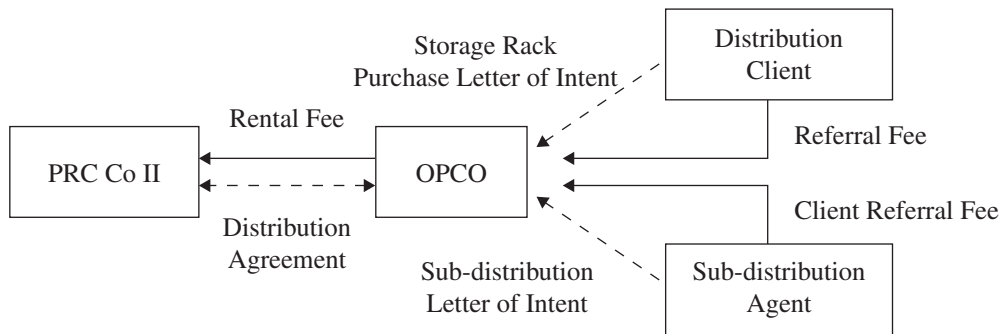 Storage Rack
Purchase Letter of Intent
Distribution
Client
Rental Fee
Referral Fee
PRC Co II
OPCO
Distribution
Agreement
Client Referral Fee
Sub-distribution
Letter of Intent
Sub-distribution
Agent